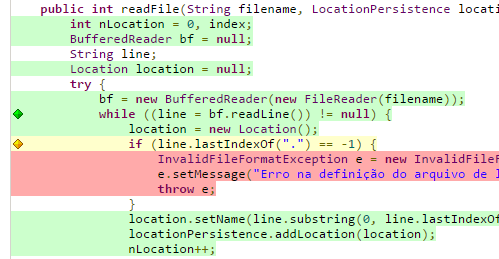 public int readFile(String filename, LocationPersistence locati
int nLocation = 0, index;
BufferedReader bf = null;
String line;
Location location = null;
try {
bf = new BufferedReader(new FileReader(filename));
while ((line = bf.readLine()) != null) {
location = new Location();
if (line.lastIndexOf(".") == -1) {
InvalidFileFormatException e = new InvalidFileF
e.setMessage("Erro na definição do arquivo de l
throw e;
}
location.setName(line.substring(0, line.lastIndexOf
locationPersistence.addLocation(location);
nLocation++;